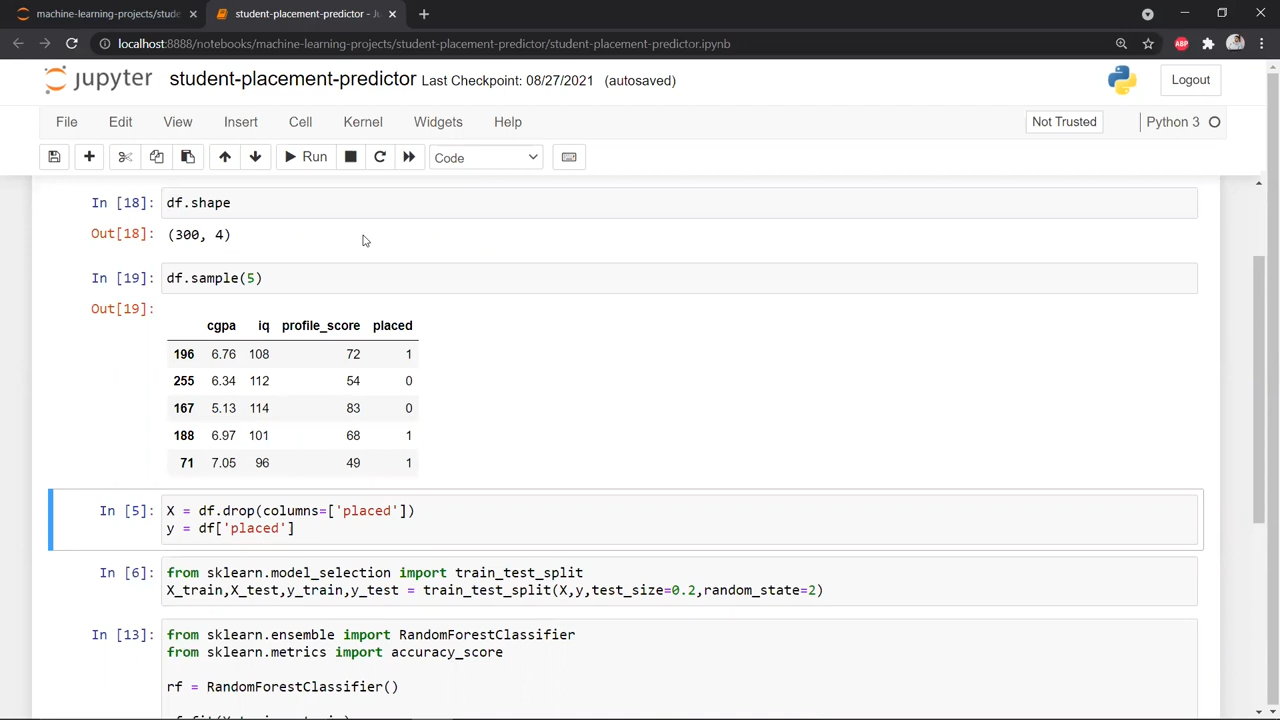 machine-learning-projects/stude
student-placement-predictor - Ju
localhost:8888/notebooks/machine-learning-projects/student-placement-predictor/student-placement-predictor.ipynb
ABP
jupyter student-placement-predictor Last Checkpoint: 08/27/2021 (autosaved)
Logout
File Edit View Insert Cell Kernel Widgets Help
Not Trusted
Python 3
Run
Code
In [18]: df.shape
Out[18]: (300, 4)
In [19]: df.sample(5)
Out[19]:
cgpa iq profile_score placed
196 6.76 108 72 1
255 6.34 112 54 0
167 5.13 114 83 0
188 6.97 101 68 1
71 7.05 96 49 1
In [5]: X = df.drop(columns=['placed'])
y = df['placed']
In [6]: from sklearn.model_selection import train_test_split
X_train,X_test,y_train,y_test = train_test_split(X,y,test_size=0.2,random_state=2)
In [13]: from sklearn.ensemble import RandomForestClassifier
from sklearn.metrics import accuracy_score
rf = RandomForestClassifier()